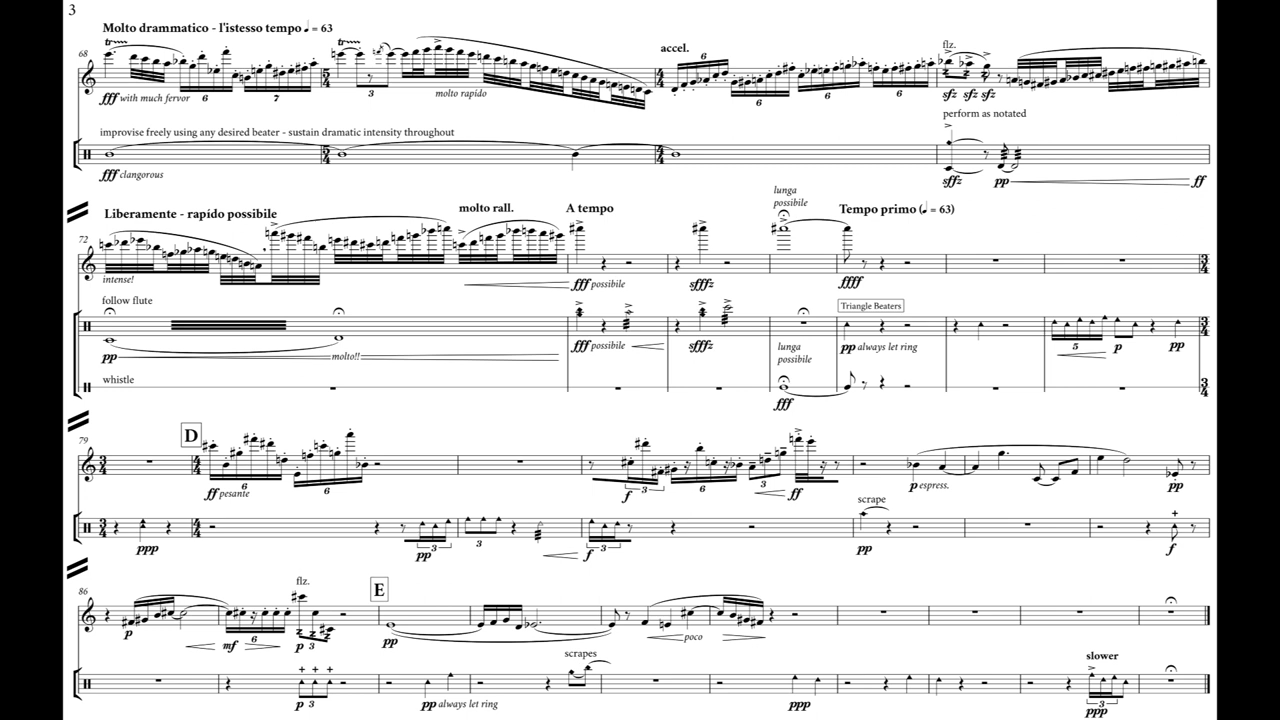 3
Molto drammatico - l'istesso tempo ♩ = 63
68
fff with much fervor
6
7
3
molto rapido
accel.
6
6
6
6
flz.
sfz sfz sfz
improvise freely using any desired beater - sustain dramatic intensity throughout
fff clangorous
perform as notated
sffz
pp
ff
Liberamente - rapído possibile
molto rall.
A tempo
lunga
possibile
Tempo primo (♩ = 63)
72
intense!
fff possibile
sfffz
ffff
follow flute
pp
molto!!
fff possibile
sfffz
lunga
possibile
Triangle Beaters
pp always let ring
5
p
pp
whistle
fff
79
D
ff pesante
6
6
f
3
6
3
ff
p espress.
pp
ppp
pp
3
3
f
3
scrape
pp
f
86
p
mf
6
flz.
p 3
E
pp
poco
p 3
pp always let ring
scrapes
ppp
slower
3
ppp